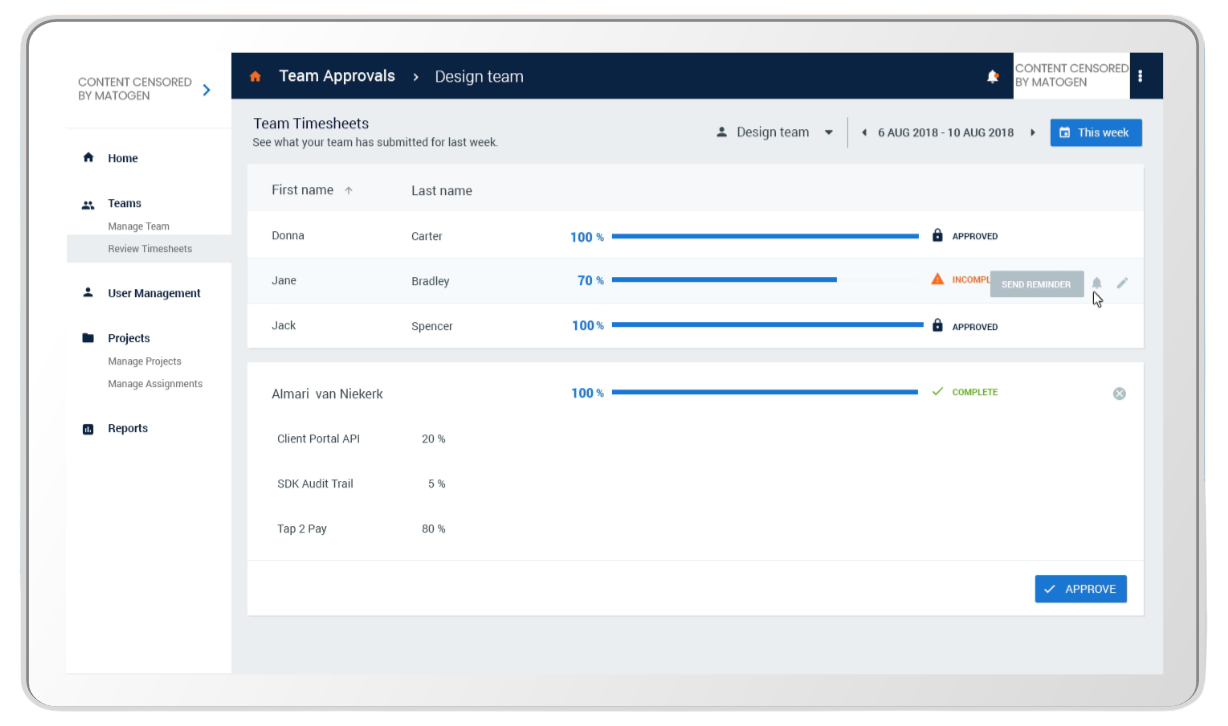 CONTENT CENSORED
BY MATOGEN
Team Approvals > Design team
CONTENT CENSORED
BY MATOGEN
Home
Teams
Manage Team
Review Timesheets
User Management
Projects
Manage Projects
Manage Assignments
Reports
Team Timesheets
See what your team has submitted for last week.
Design team
6 AUG 2018 - 10 AUG 2018
This week
First name ↑ Last name
Donna Carter 100 % APPROVED
Jane Bradley 70 % INCOMPL SEND REMINDER
Jack Spencer 100 % APPROVED
Almari van Niekerk 100 % COMPLETE
Client Portal API 20 %
SDK Audit Trail 5 %
Tap 2 Pay 80 %
APPROVE